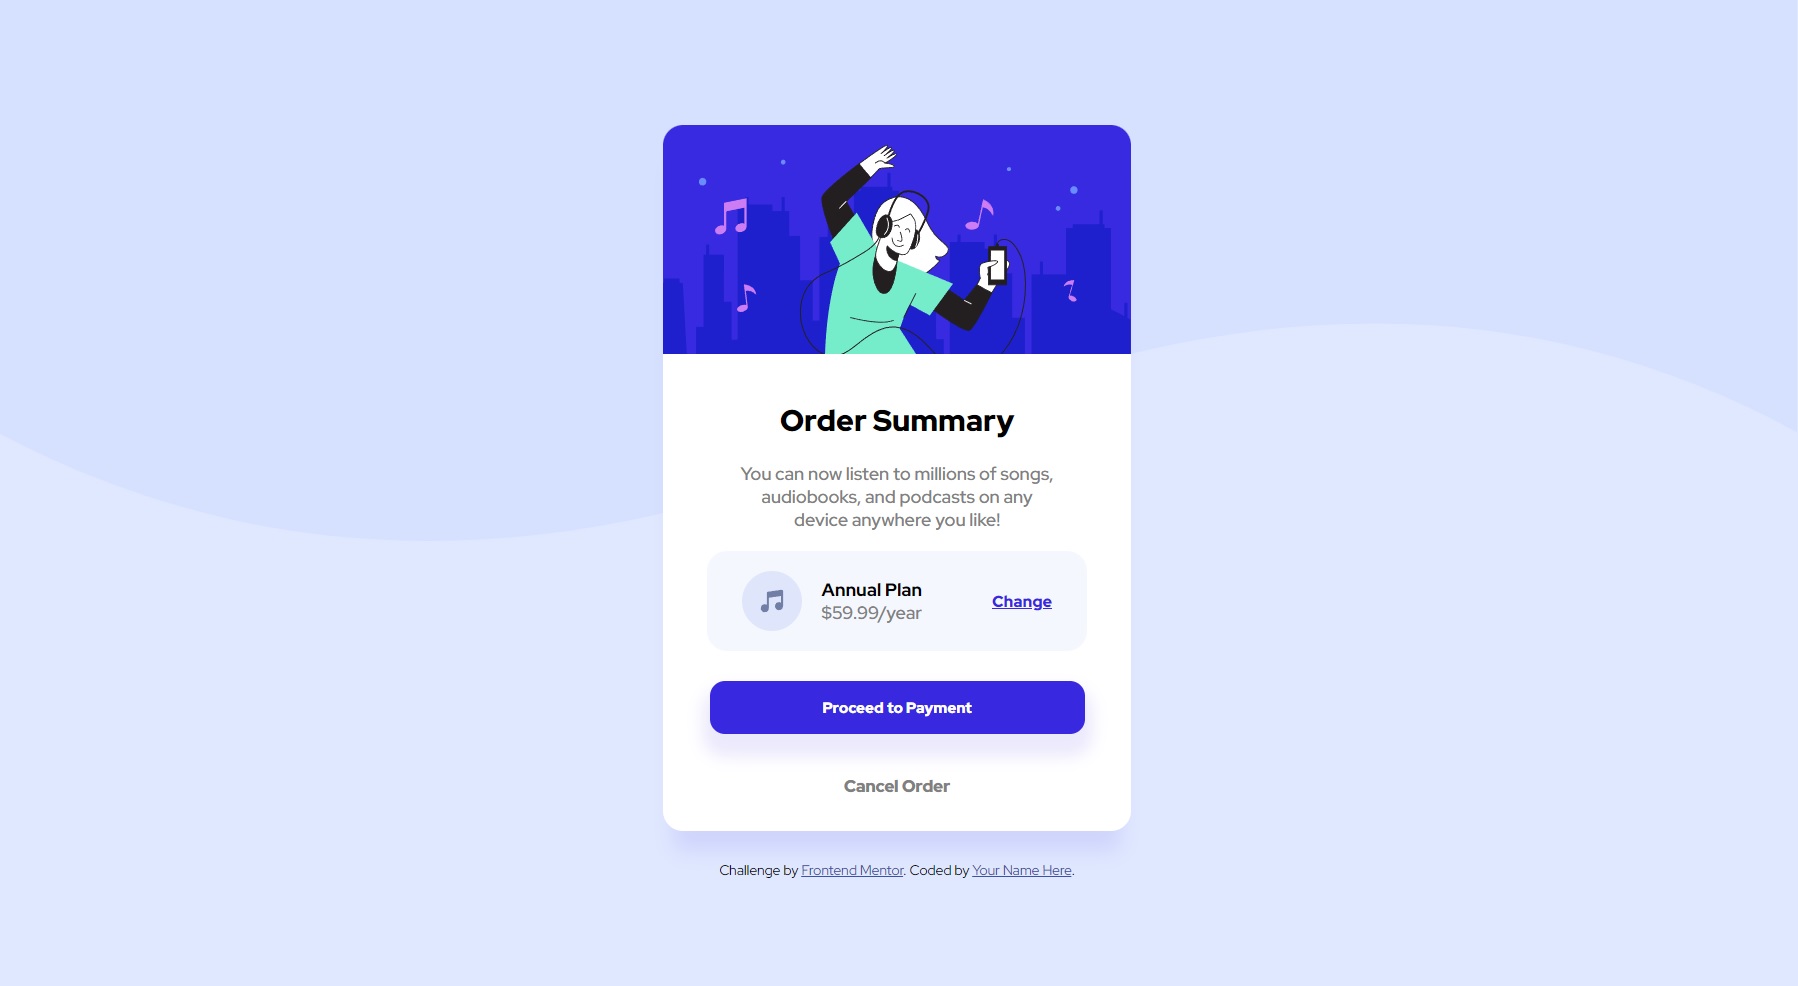 Order Summary
You can now listen to millions of songs,
audiobooks, and podcasts on any
device anywhere you like!
Annual Plan
$59.99/year
Change
Proceed to Payment
Cancel Order
Challenge by Frontend Mentor. Coded by Your Name Here.